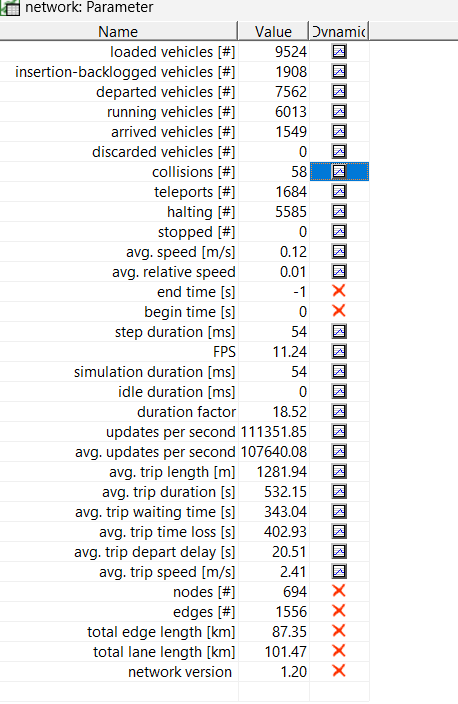 network: Parameter
Name Value Dynamic
loaded vehicles [#] 9524
insertion-backlogged vehicles [#] 1908
departed vehicles [#] 7562
running vehicles [#] 6013
arrived vehicles [#] 1549
discarded vehicles [#] 0
collisions [#] 58
teleports [#] 1684
halting [#] 5585
stopped [#] 0
avg. speed [m/s] 0.12
avg. relative speed 0.01
end time [s] -1
begin time [s] 0
step duration [ms] 54
FPS 11.24
simulation duration [ms] 54
idle duration [ms] 0
duration factor 18.52
updates per second 111351.85
avg. updates per second 107640.08
avg. trip length [m] 1281.94
avg. trip duration [s] 532.15
avg. trip waiting time [s] 343.04
avg. trip time loss [s] 402.93
avg. trip depart delay [s] 20.51
avg. trip speed [m/s] 2.41
nodes [#] 694
edges [#] 1556
total edge length [km] 87.35
total lane length [km] 101.47
network version 1.20